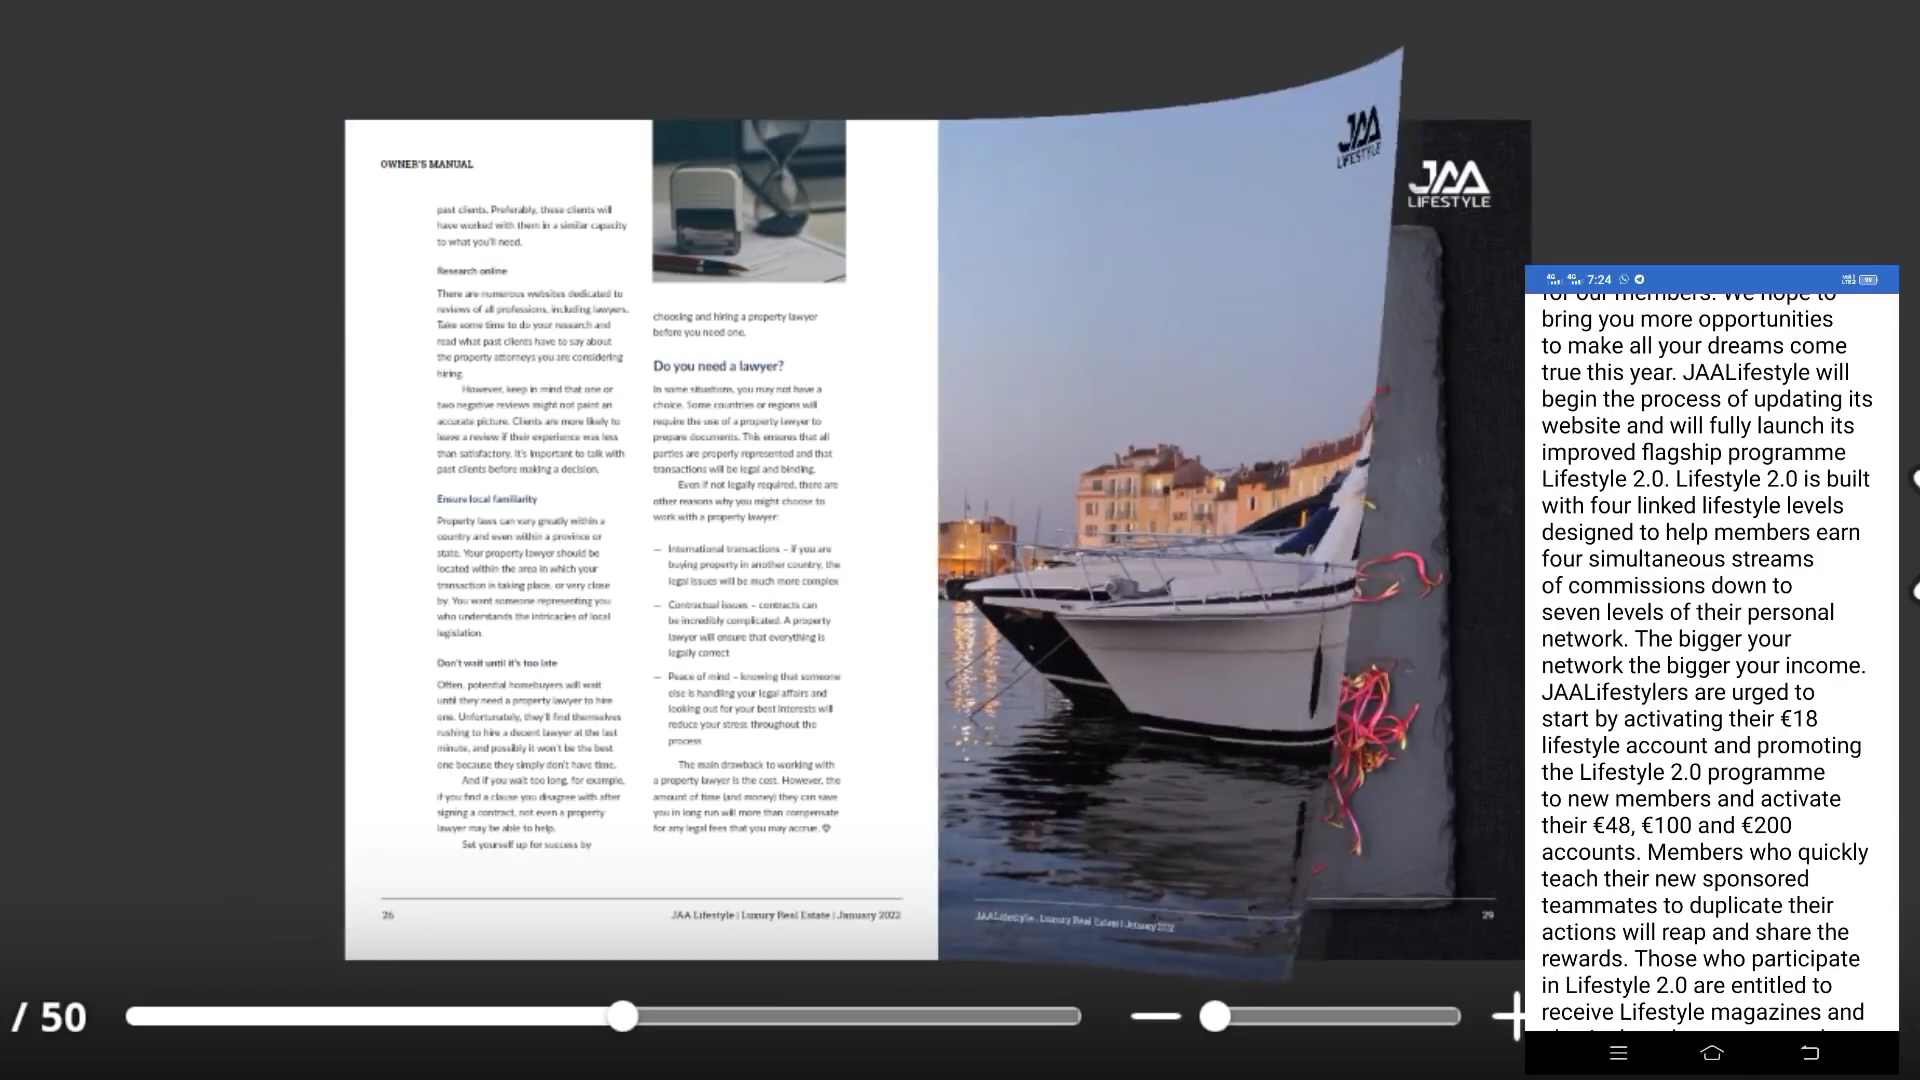 OWNER'S MANUAL
past clients. Preferably, these clients will
have worked with them in a similar capacity
to what you'll need.
Research online
There are numerous websites dedicated to
reviews of all professions, including lawyers.
Take some time to do your research and
read what past clients have to say about
the property attorneys you are considering
hiring.
However, keep in mind that one or
two negative reviews might not paint an
accurate picture. Clients are more likely to
leave a review if their experience was less
than satisfactory. It's important to talk with
past clients before making a decision.
Ensure local familiarity
Property laws can vary greatly within a
country and even within a province or
state. Your property lawyer should be
located within the area in which your
transaction is taking place, or very close
by. You want someone representing you
who understands the intricacies of local
legislation.
Don't wait until it's too late
Often, potential homebuyers will wait
until they need a property lawyer to hire
one. Unfortunately, they'll find themselves
rushing to hire a decent lawyer at the last
minute, and possibly it won't be the best
one because they simply don't have time.
And if you wait too long, for example,
if you find a clause you disagree with after
signing a contract, not even a property
lawyer may be able to help.
Set yourself up for success by
choosing and hiring a property lawyer
before you need one.
Do you need a lawyer?
In some situations, you may not have a
choice. Some countries or regions will
require the use of a property lawyer to
prepare documents. This ensures that all
parties are properly represented and that
transactions will be legal and binding.
Even if not legally required, there are
other reasons why you might choose to
work with a property lawyer:
— International transactions – if you are
buying property in another country, the
legal issues will be much more complex
— Contractual issues – contracts can
be incredibly complicated. A property
lawyer will ensure that everything is
legally correct
— Peace of mind – knowing that someone
else is handling your legal affairs and
looking out for your best interests will
reduce your stress throughout the
process
The main drawback to working with
a property lawyer is the cost. However, the
amount of time (and money) they can save
you in long run will more than compensate
for any legal fees that you may accrue.
26
JAA Lifestyle | Luxury Real Estate | January 2022
JAA
LIFESTYLE
JAA Lifestyle | Luxury Real Estate | January 2022
JAA
LIFESTYLE
29
/ 50
4G 4G 7:24
99
for our members. We hope to
bring you more opportunities
to make all your dreams come
true this year. JAALifestyle will
begin the process of updating its
website and will fully launch its
improved flagship programme
Lifestyle 2.0. Lifestyle 2.0 is built
with four linked lifestyle levels
designed to help members earn
four simultaneous streams
of commissions down to
seven levels of their personal
network. The bigger your
network the bigger your income.
JAALifestylers are urged to
start by activating their €18
lifestyle account and promoting
the Lifestyle 2.0 programme
to new members and activate
their €48, €100 and €200
accounts. Members who quickly
teach their new sponsored
teammates to duplicate their
actions will reap and share the
rewards. Those who participate
in Lifestyle 2.0 are entitled to
receive Lifestyle magazines and